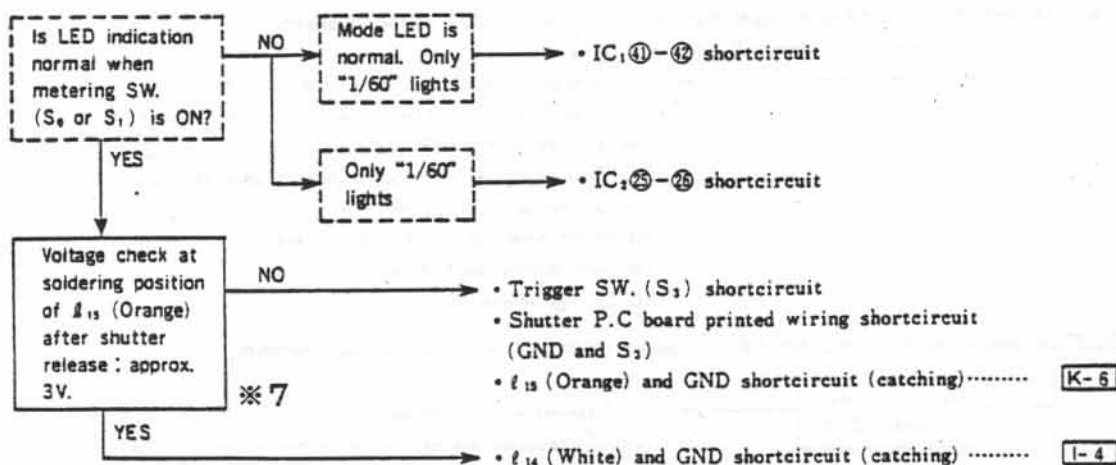 Is LED indication
normal when
metering SW.
(S₀ or S₁) is ON?
NO
Mode LED is
normal. Only
"1/60" lights
• IC₁㊶−㊷ shortcircuit
YES
Only "1/60"
lights
• IC₂㉕−㉖ shortcircuit
Voltage check at
soldering position
of ℓ₁₅ (Orange)
after shutter
release : approx.
3V.
NO
※7
• Trigger SW. (S₃) shortcircuit
• Shutter P.C board printed wiring shortcircuit
(GND and S₃)
• ℓ₁₅ (Orange) and GND shortcircuit (catching)········· K-6
YES
• ℓ₁₄ (White) and GND shortcircuit (catching) ······· I-4